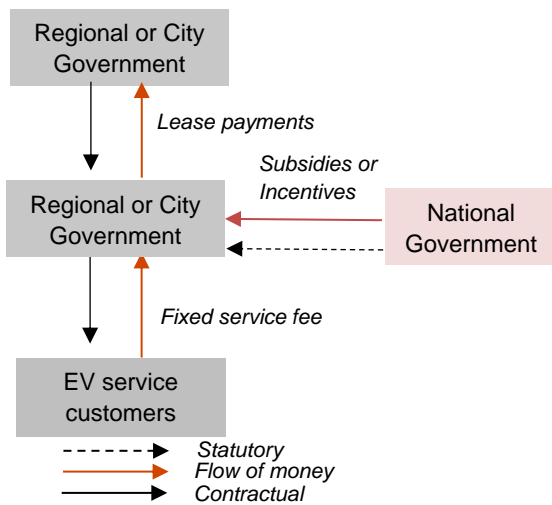 Regional or City
Government
Lease payments
Subsidies or
Incentives
Regional or City
Government
National
Government
Fixed service fee
EV service
customers
Statutory
Flow of money
Contractual